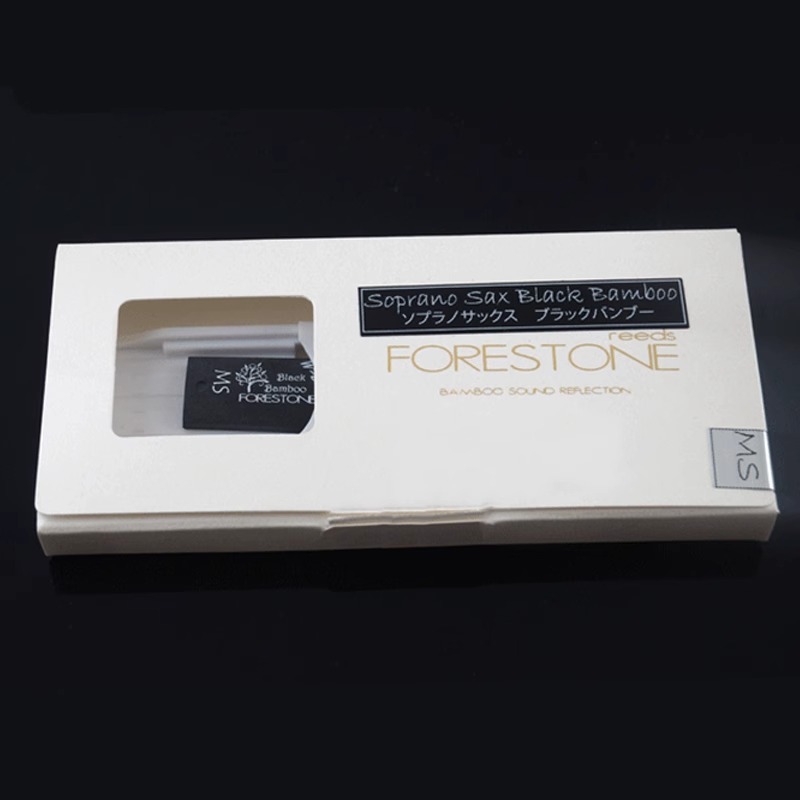 Soprano Sax Black Bamboo
ソプラノサックス ブラックバンブー
reeds
FORESTONE
BAMBOO SOUND REFLECTION
MS
Black
Bamboo
FORESTONE
MS